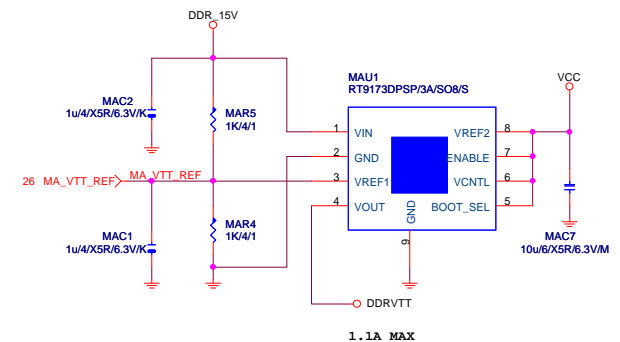 DDR_15V
MAC2
1u/4/X5R/6.3V/K
MAR5
1K/4/1
MAU1
RT9173DPSP/3A/SO8/S
VCC
1 VIN VREF2 8
2 GND ENABLE 7
3 VREF1 VCNTL 6
4 VOUT BOOT_SEL 5
GND
9
26 MA_VTT_REF MA_VTT_REF
MAC1
1u/4/X5R/6.3V/K
MAR4
1K/4/1
MAC7
10u/6/X5R/6.3V/M
DDRVTT
1.1A MAX